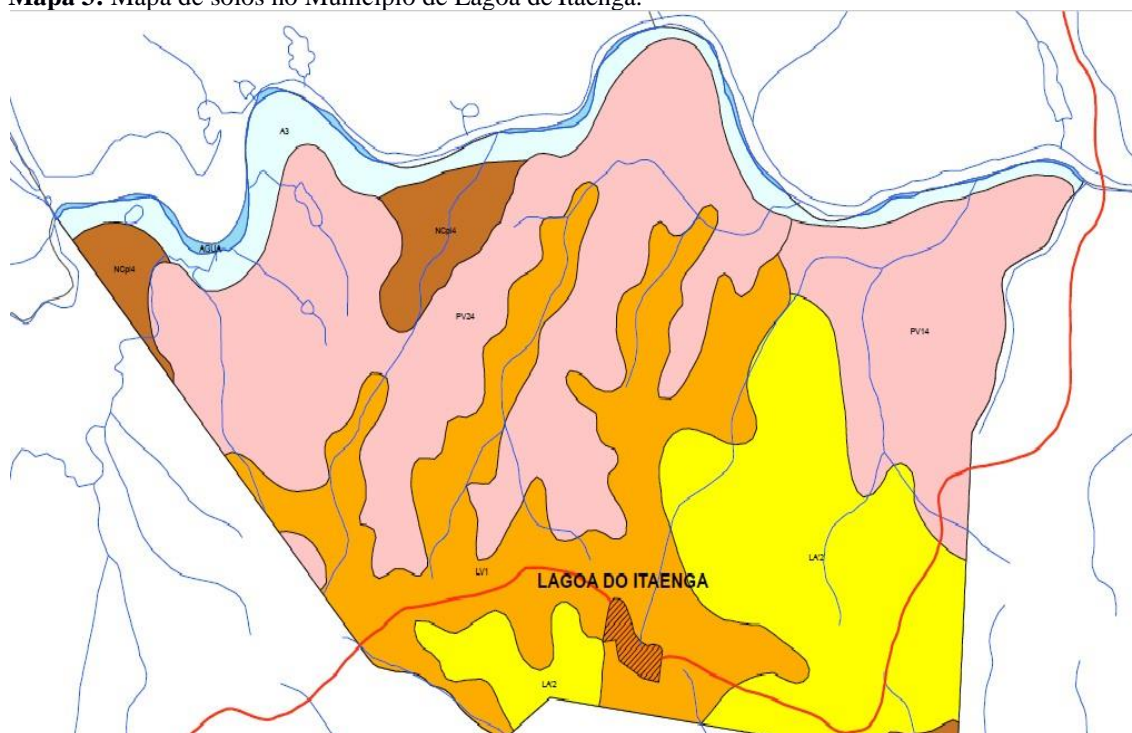 Mapa 3: Mapa de solos no Município de Lagoa de Itaenga.
A3
NCpl4
AGUA
NCpl4
PV24
PV14
LA'2
LV1
LAGOA DO ITAENGA
LA'2